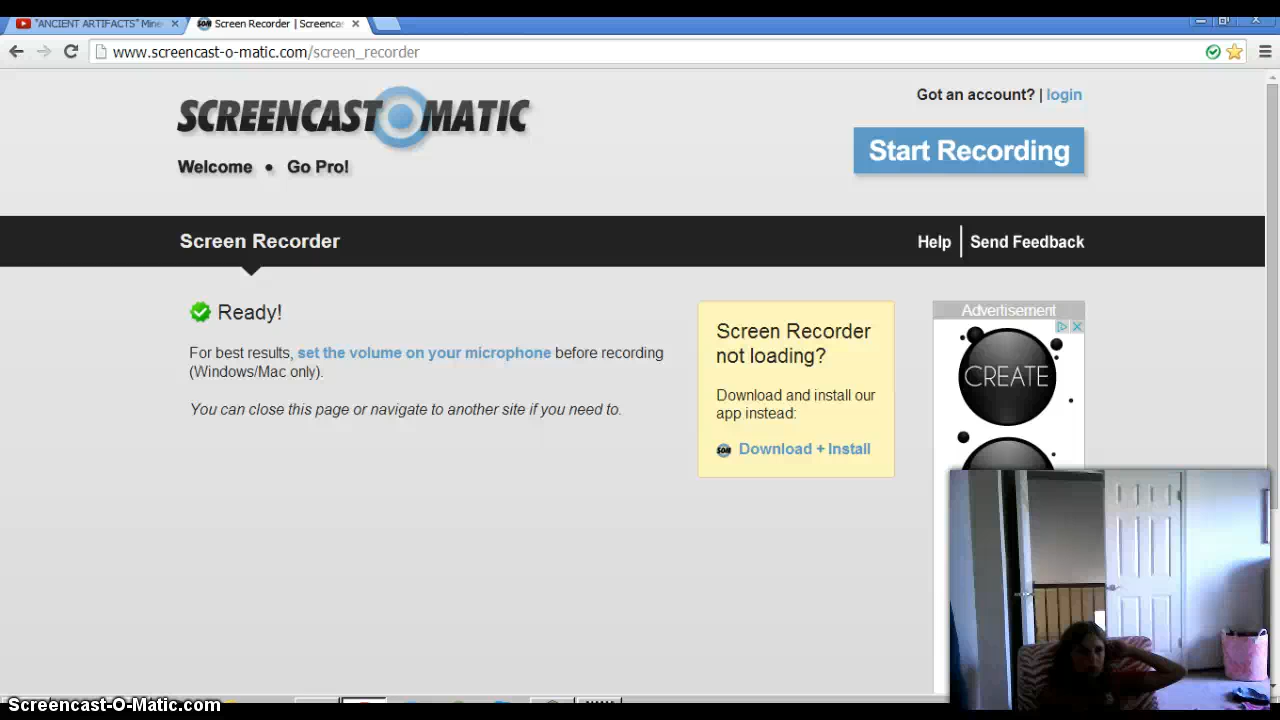 "ANCIENT ARTIFACTS" Mine
Screen Recorder | Screenca
www.screencast-o-matic.com/screen_recorder
SCREENCAST O MATIC
Got an account? | login
Start Recording
Welcome • Go Pro!
Screen Recorder
Help | Send Feedback
Ready!
For best results, set the volume on your microphone before recording
(Windows/Mac only).
You can close this page or navigate to another site if you need to.
Screen Recorder
not loading?
Download and install our
app instead:
SOM Download + Install
Advertisement
CREATE
Screencast-O-Matic.com